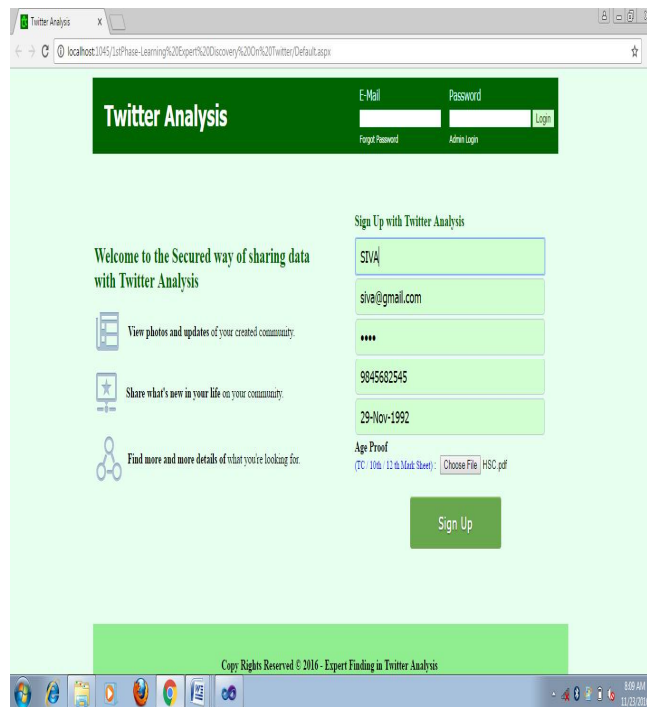 Twitter Analysis
localhost:1045/1stPhase-Learning%20Expert%20Discovery%20On%20Twitter/Default.aspx
Twitter Analysis
E-Mail
Password
Login
Forgot Password
Admin Login
Welcome to the Secured way of sharing data
with Twitter Analysis
View photos and updates of your created community.
Share what's new in your life on your community.
Find more and more details of what you're looking for.
Sign Up with Twitter Analysis
SIVA
siva@gmail.com
••••
9845682545
29-Nov-1992
Age Proof
(TC / 10th / 12 th Mark Sheet) : Choose File HSC.pdf
Sign Up
Copy Rights Reserved © 2016 - Expert Finding in Twitter Analysis
8:09 AM